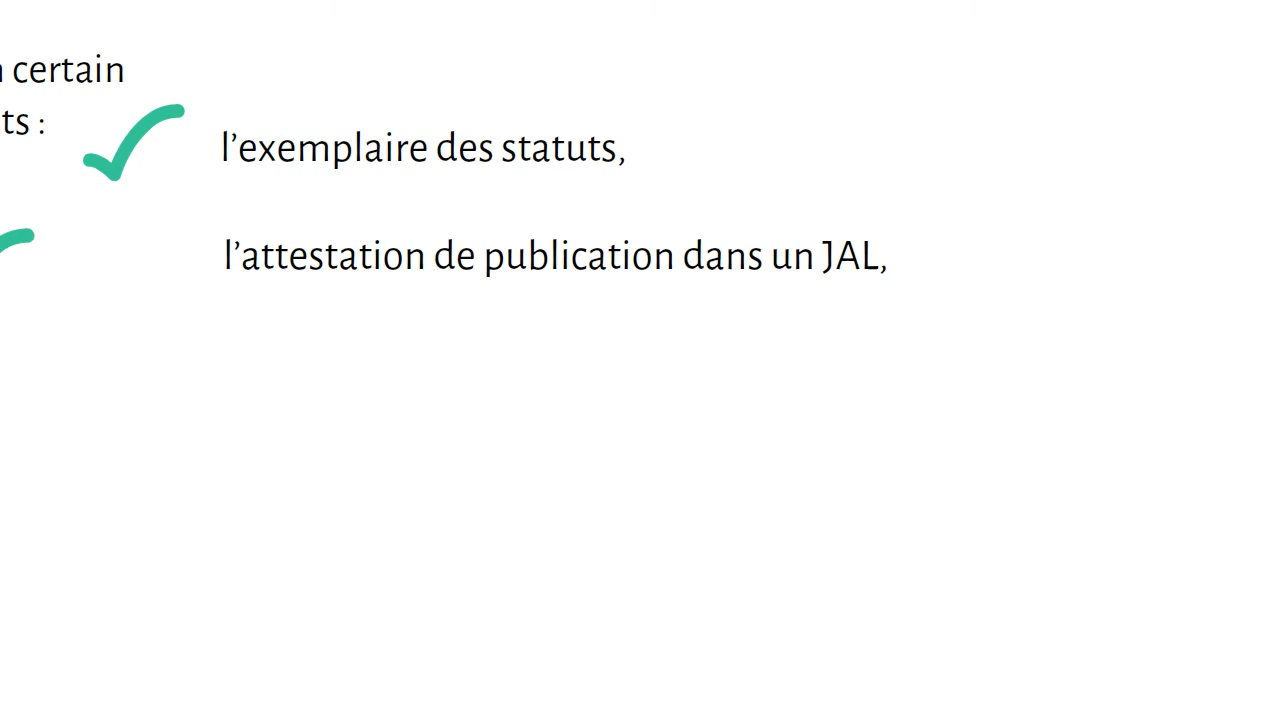 certain
ts :
l’exemplaire des statuts,
l’attestation de publication dans un JAL,